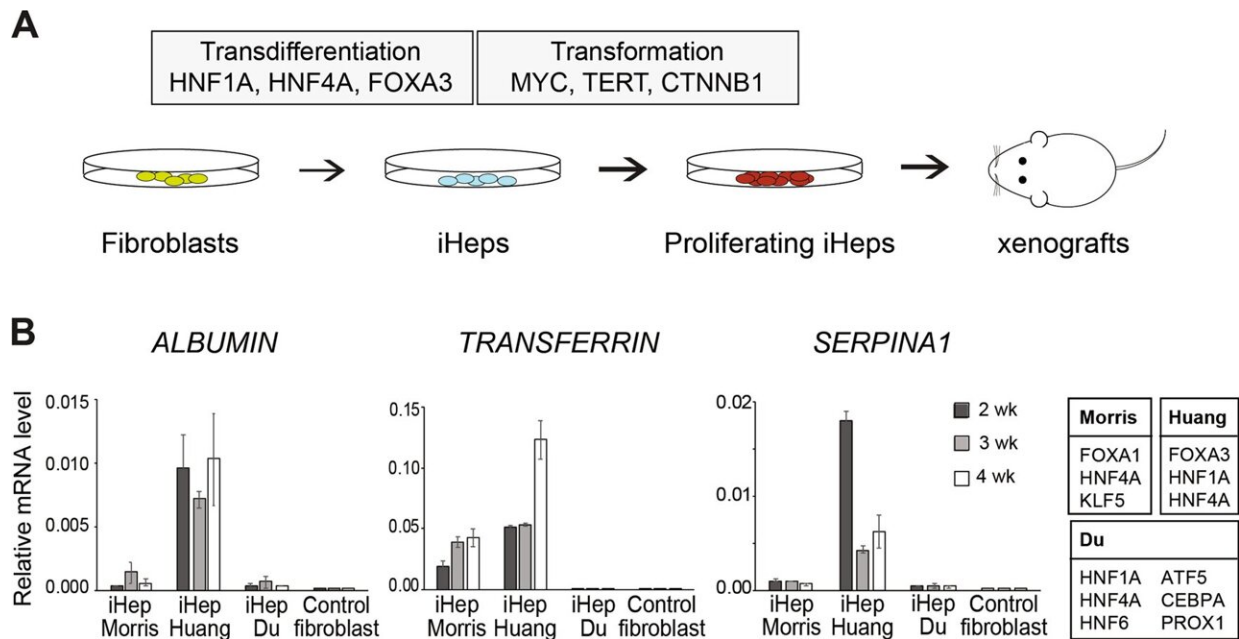 A
Transdifferentiation
HNF1A, HNF4A, FOXA3
Transformation
MYC, TERT, CTNNB1
Fibroblasts
iHeps
Proliferating iHeps
xenografts
B
ALBUMIN
TRANSFERRIN
SERPINA1
Relative mRNA level
0.015
0.010
0.005
0.000
iHep Morris
iHep Huang
iHep Du
Control fibroblast
0.15
0.10
0.05
0.00
iHep Morris
iHep Huang
iHep Du
Control fibroblast
0.02
0.01
0.00
iHep Morris
iHep Huang
iHep Du
Control fibroblast
2 wk
3 wk
4 wk
Morris
FOXA1
HNF4A
KLF5
Huang
FOXA3
HNF1A
HNF4A
Du
HNF1A ATF5
HNF4A CEBPA
HNF6 PROX1